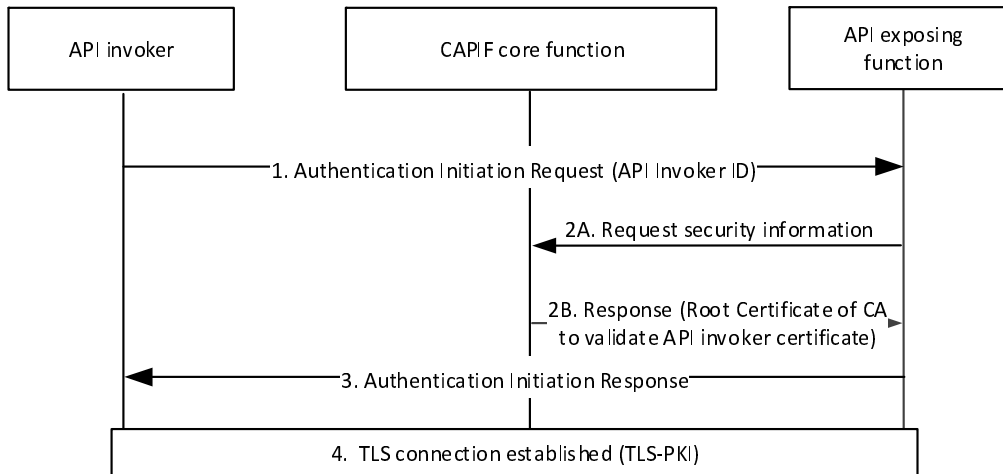 API invoker
CAPIF core function
API exposing
function
1. Authentication Initiation Request (API Invoker ID)
2A. Request security information
2B. Response (Root Certificate of CA
to validate API invoker certificate)
3. Authentication Initiation Response
4. TLS connection established (TLS-PKI)